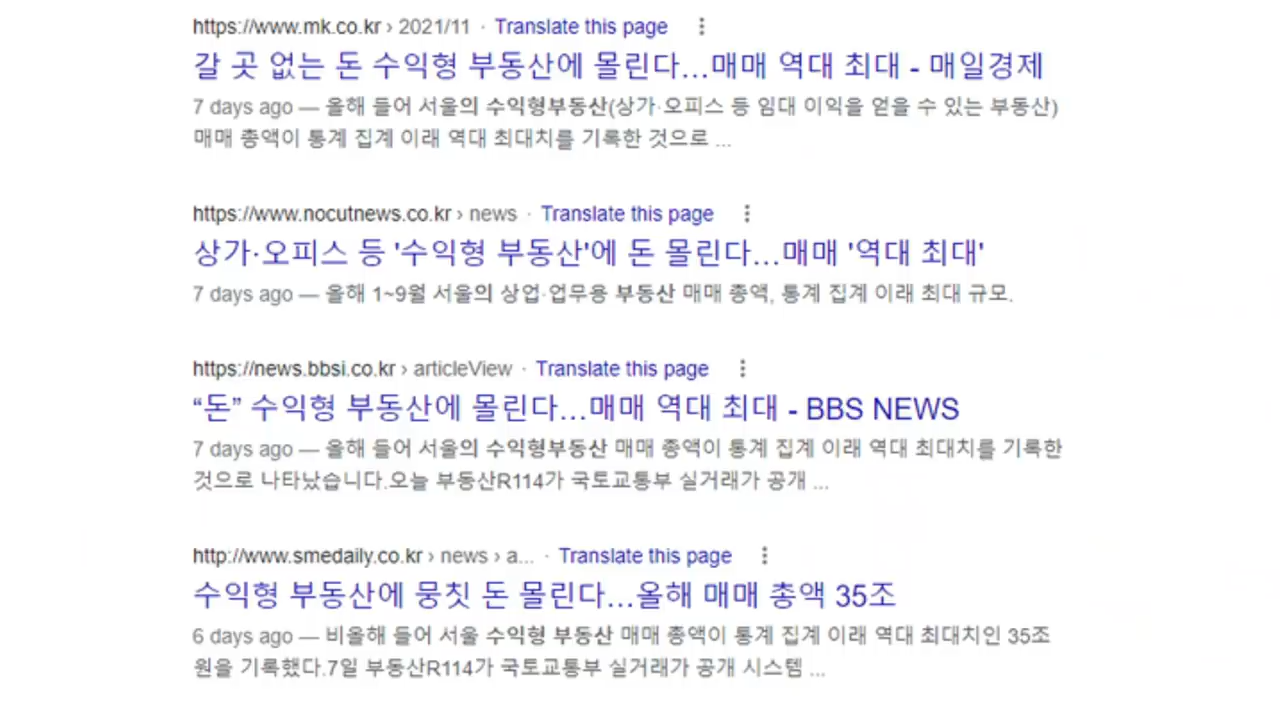 https://www.mk.co.kr › 2021/11 · Translate this page
갈 곳 없는 돈 수익형 부동산에 몰린다...매매 역대 최대 - 매일경제
7 days ago — 올해 들어 서울의 수익형부동산(상가·오피스 등 임대 이익을 얻을 수 있는 부동산)
매매 총액이 통계 집계 이래 역대 최대치를 기록한 것으로 ...
https://www.nocutnews.co.kr › news · Translate this page
상가·오피스 등 '수익형 부동산'에 돈 몰린다...매매 '역대 최대'
7 days ago — 올해 1~9월 서울의 상업·업무용 부동산 매매 총액, 통계 집계 이래 최대 규모.
https://news.bbsi.co.kr › articleView · Translate this page
“돈” 수익형 부동산에 몰린다...매매 역대 최대 - BBS NEWS
7 days ago — 올해 들어 서울의 수익형부동산 매매 총액이 통계 집계 이래 역대 최대치를 기록한
것으로 나타났습니다.오늘 부동산R114가 국토교통부 실거래가 공개 ...
http://www.smedaily.co.kr › news › a... · Translate this page
수익형 부동산에 뭉칫 돈 몰린다...올해 매매 총액 35조
6 days ago — 비올해 들어 서울 수익형 부동산 매매 총액이 통계 집계 이래 역대 최대치인 35조
원을 기록했다.7일 부동산R114가 국토교통부 실거래가 공개 시스템 ...